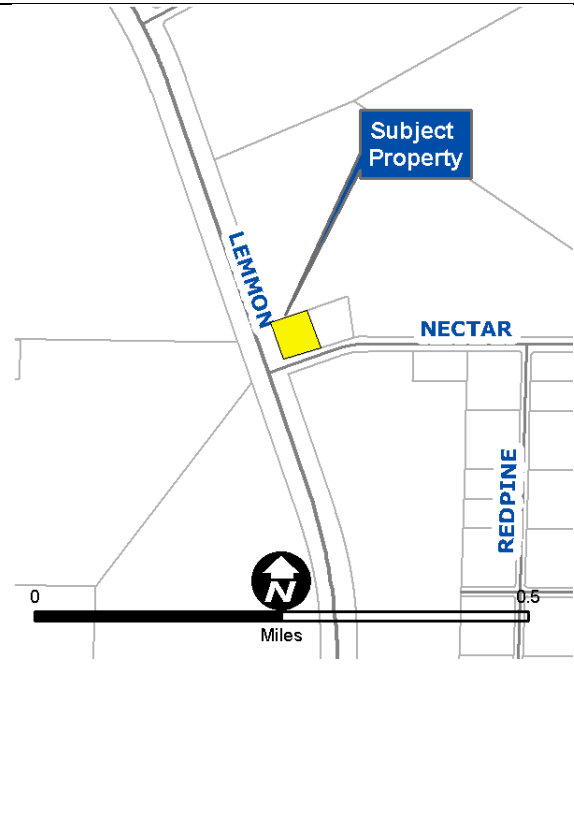 Subject
Property
LEMMON
NECTAR
REDPINE
N
0 0.5
Miles